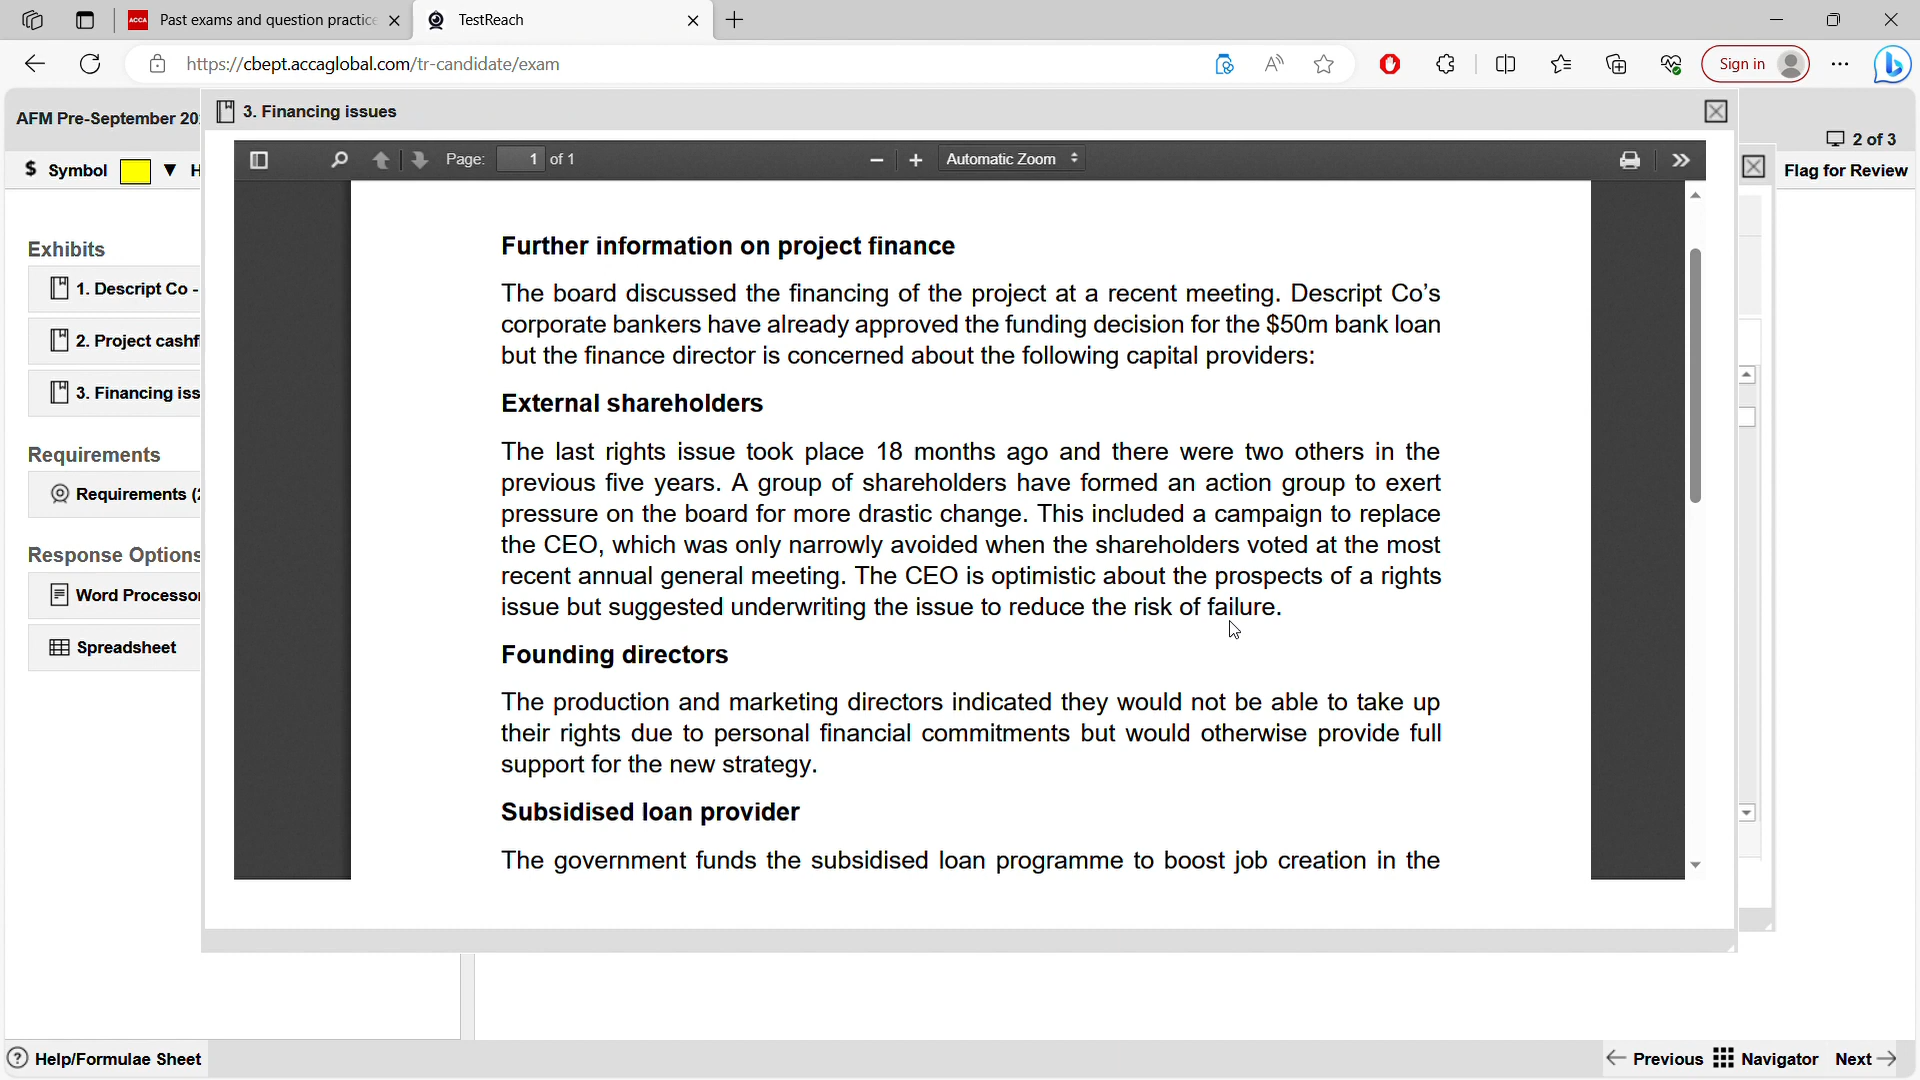 Past exams and question practice
TestReach
https://cbept.accaglobal.com/tr-candidate/exam
Sign in
AFM Pre-September 20
3. Financing issues
2 of 3
$ Symbol
H
Flag for Review
Page: 1 of 1
Automatic Zoom
Exhibits
1. Descript Co -
2. Project cashf
3. Financing iss
Requirements
Requirements (2
Response Options
Word Processor
Spreadsheet
Further information on project finance
The board discussed the financing of the project at a recent meeting. Descript Co's
corporate bankers have already approved the funding decision for the $50m bank loan
but the finance director is concerned about the following capital providers:
External shareholders
The last rights issue took place 18 months ago and there were two others in the
previous five years. A group of shareholders have formed an action group to exert
pressure on the board for more drastic change. This included a campaign to replace
the CEO, which was only narrowly avoided when the shareholders voted at the most
recent annual general meeting. The CEO is optimistic about the prospects of a rights
issue but suggested underwriting the issue to reduce the risk of failure.
Founding directors
The production and marketing directors indicated they would not be able to take up
their rights due to personal financial commitments but would otherwise provide full
support for the new strategy.
Subsidised loan provider
The government funds the subsidised loan programme to boost job creation in the
Help/Formulae Sheet
Previous
Navigator
Next